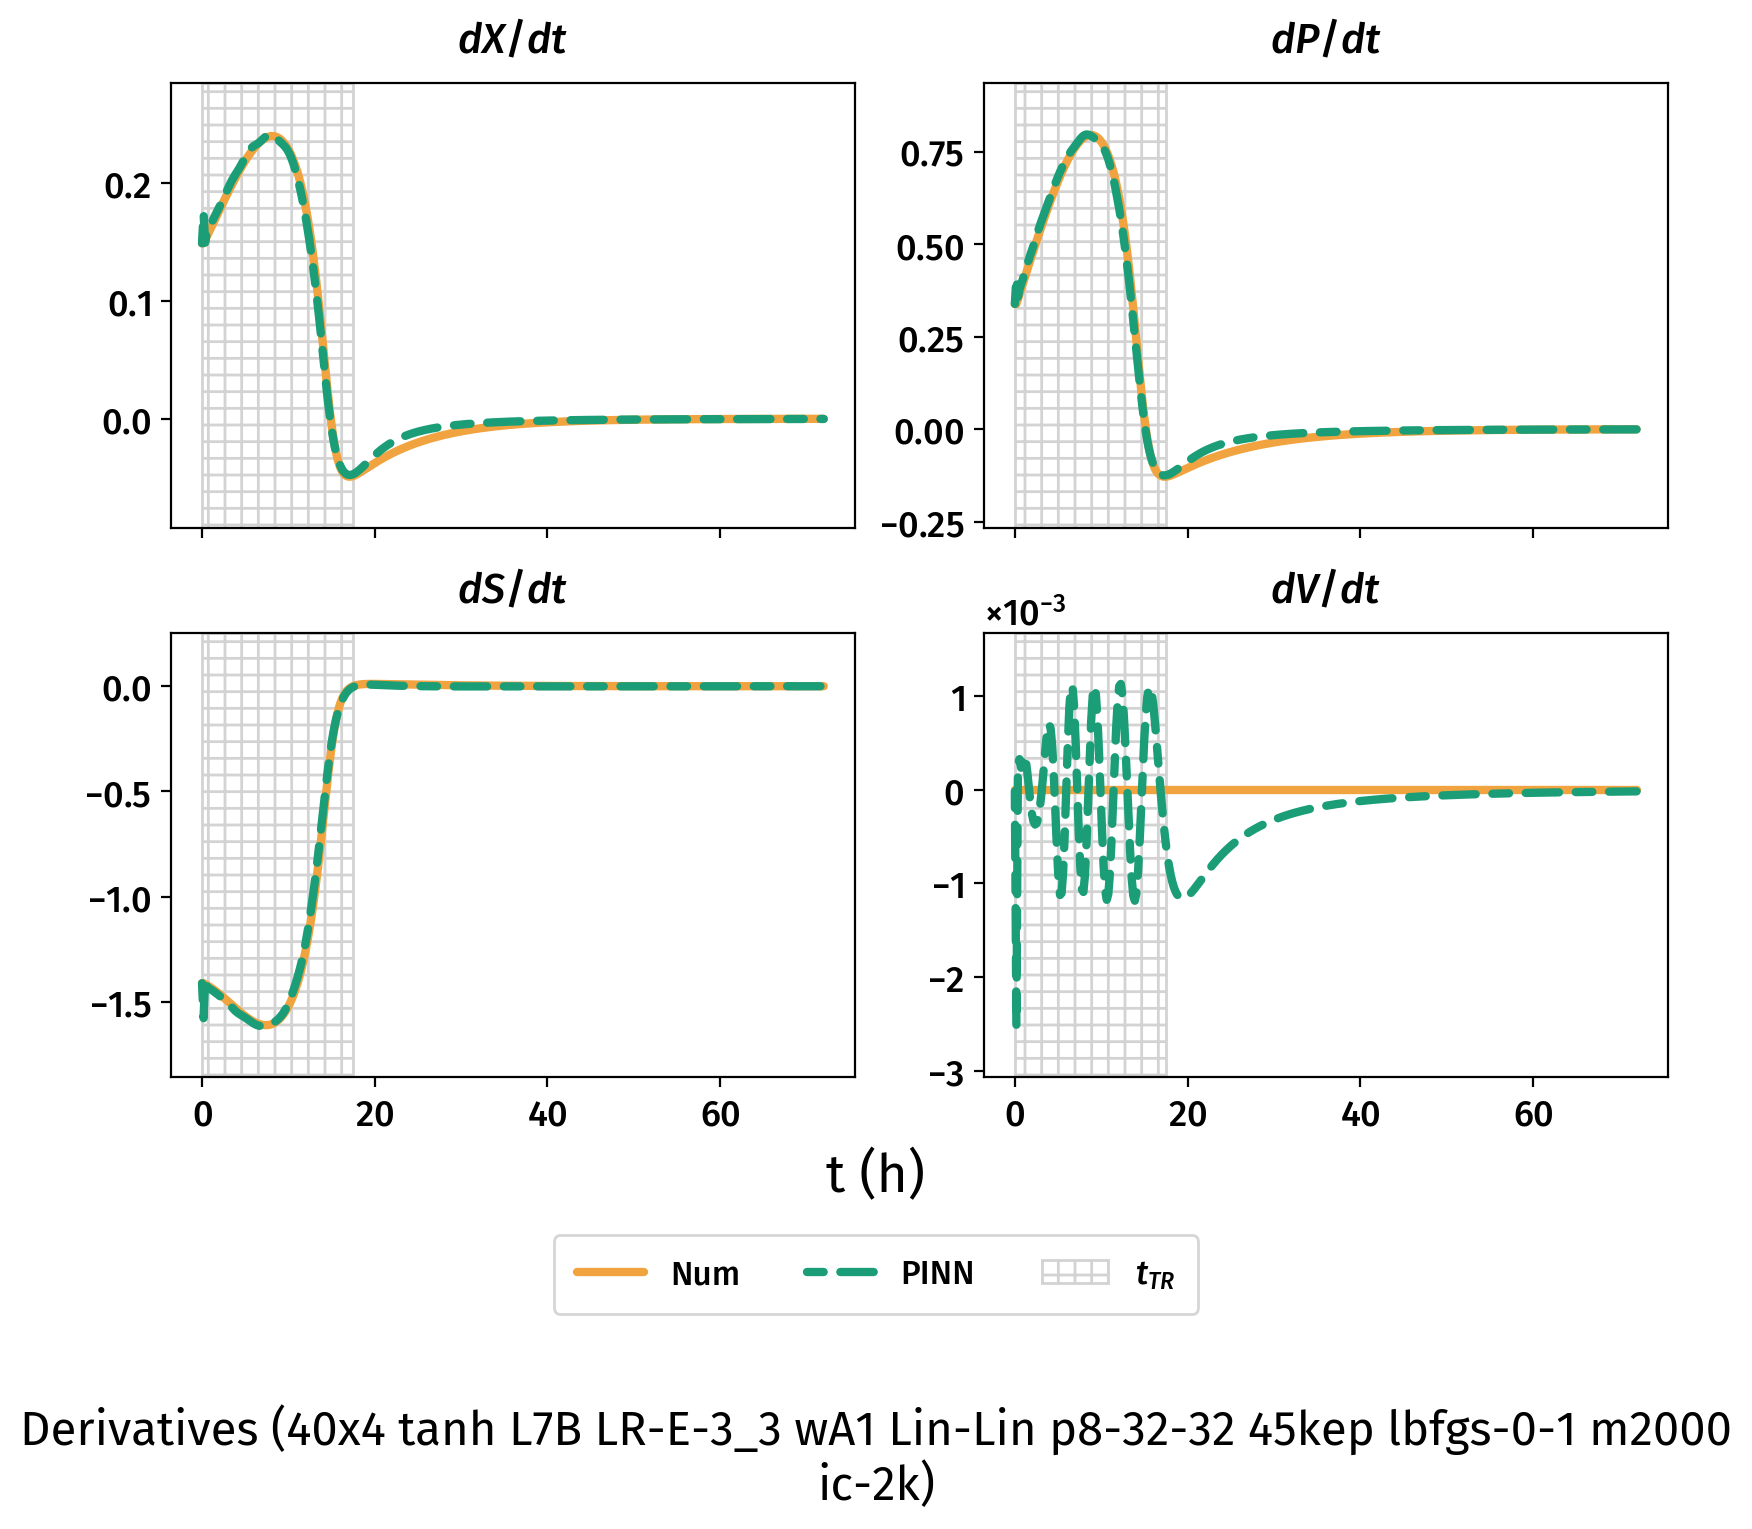 dX/dt
dP/dt
0.2
0.1
0.0
0.75
0.50
0.25
0.00
−0.25
dS/dt
dV/dt
×10⁻³
0.0
−0.5
−1.0
−1.5
1
0
−1
−2
−3
0 20 40 60
0 20 40 60
t (h)
Num PINN t_TR
Derivatives (40x4 tanh L7B LR-E-3_3 wA1 Lin-Lin p8-32-32 45kep lbfgs-0-1 m2000
ic-2k)